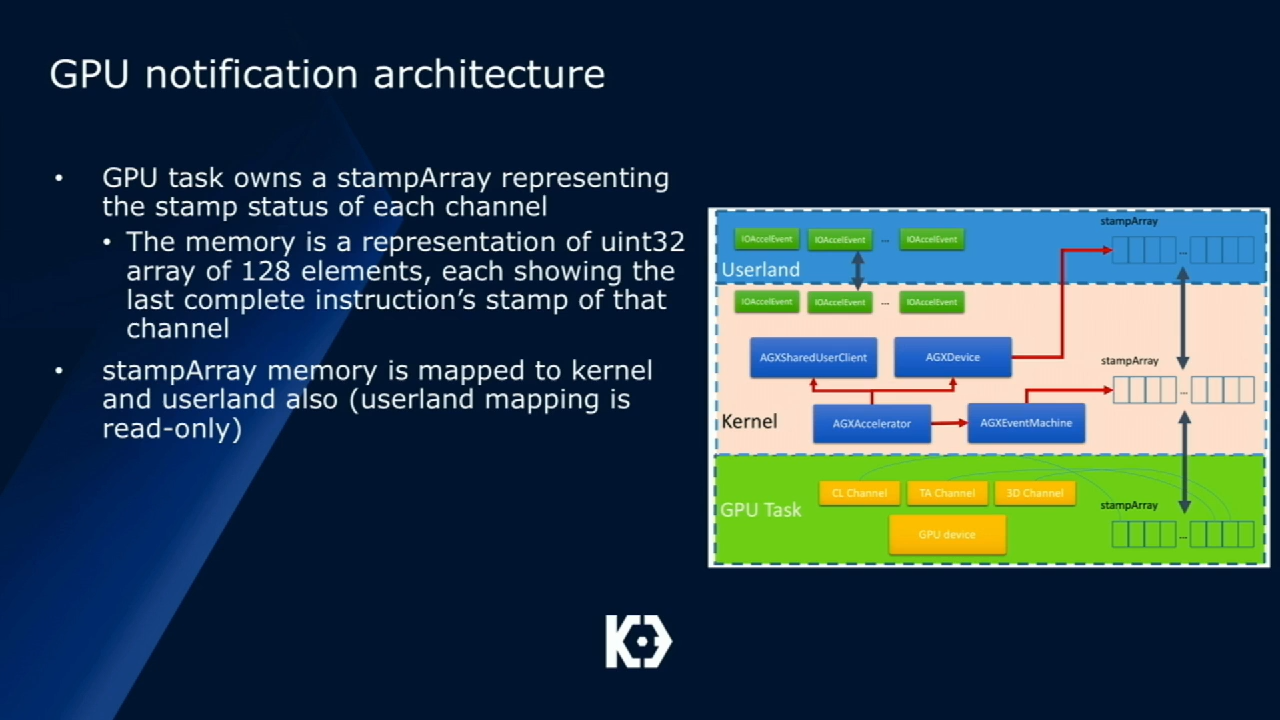 GPU notification architecture
• GPU task owns a stampArray representing
the stamp status of each channel
• The memory is a representation of uint32
array of 128 elements, each showing the
last complete instruction's stamp of that
channel
• stampArray memory is mapped to kernel
and userland also (userland mapping is
read-only)
stampArray
IOAccelEvent IOAccelEvent ... IOAccelEvent
...
Userland
IOAccelEvent IOAccelEvent ... IOAccelEvent
AGXSharedUserClient AGXDevice
stampArray
...
Kernel
AGXAccelerator AGXEventMachine
CL Channel TA Channel 3D Channel
stampArray
GPU Task
GPU device
...